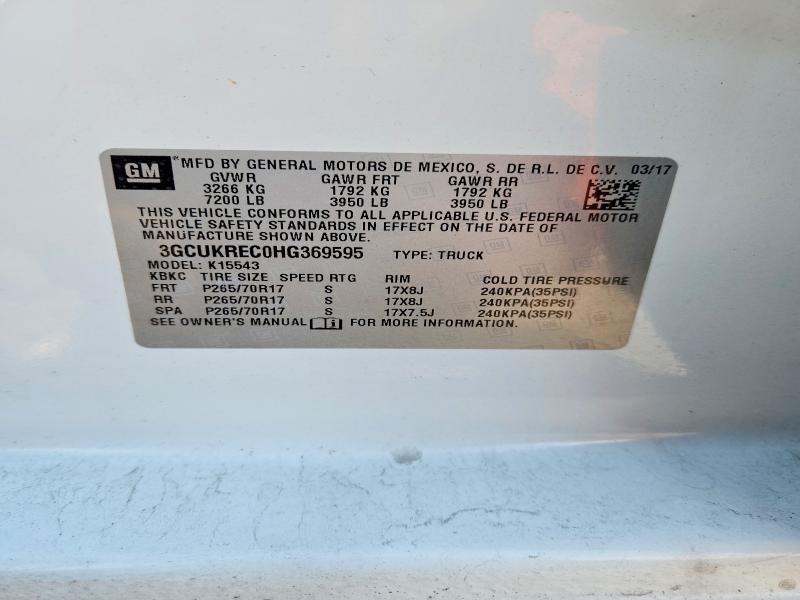 GM ® MFD BY GENERAL MOTORS DE MEXICO, S. DE R.L. DE C.V. 03/17
GVWR GAWR FRT GAWR RR
3266 KG 1792 KG 1792 KG
7200 LB 3950 LB 3950 LB
THIS VEHICLE CONFORMS TO ALL APPLICABLE U.S. FEDERAL MOTOR
VEHICLE SAFETY STANDARDS IN EFFECT ON THE DATE OF
MANUFACTURE SHOWN ABOVE.
3GCUKREC0HG369595 TYPE: TRUCK
MODEL: K15543
KBKC TIRE SIZE SPEED RTG RIM COLD TIRE PRESSURE
FRT P265/70R17 S 17X8J 240KPA(35PSI)
RR P265/70R17 S 17X8J 240KPA(35PSI)
SPA P265/70R17 S 17X7.5J 240KPA(35PSI)
SEE OWNER'S MANUAL FOR MORE INFORMATION.